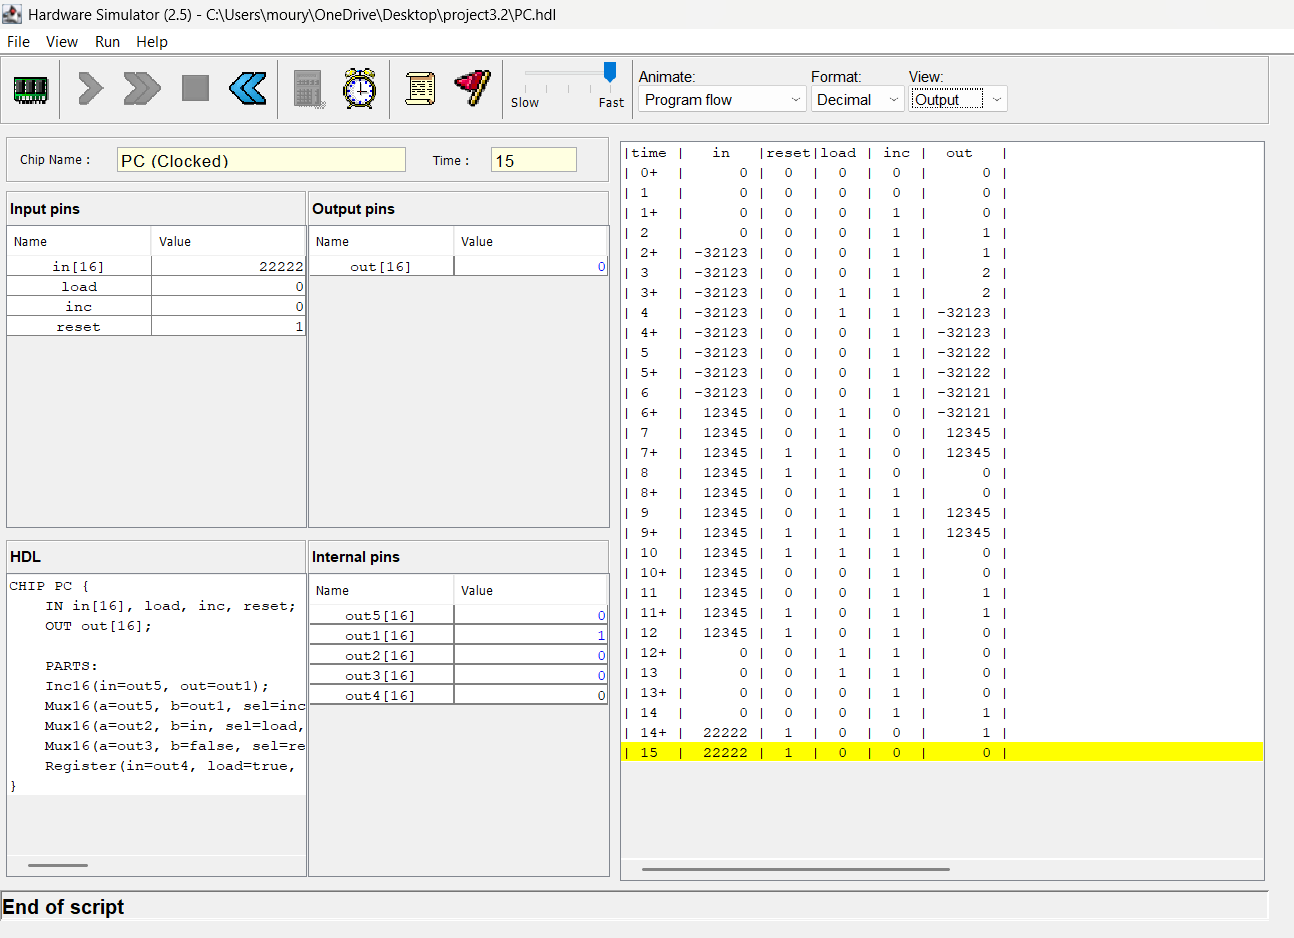 Hardware Simulator (2.5) - C:\Users\moury\OneDrive\Desktop\project3.2\PC.hdl
File View Run Help
Slow Fast
Animate: Format: View:
Program flow Decimal Output
Chip Name : PC (Clocked) Time : 15
Input pins
Name Value
in[16] 22222
load 0
inc 0
reset 1
Output pins
Name Value
out[16] 0
HDL
CHIP PC {
IN in[16], load, inc, reset;
OUT out[16];
PARTS:
Inc16(in=out5, out=out1);
Mux16(a=out5, b=out1, sel=inc
Mux16(a=out2, b=in, sel=load,
Mux16(a=out3, b=false, sel=re
Register(in=out4, load=true,
}
Internal pins
Name Value
out5[16] 0
out1[16] 1
out2[16] 0
out3[16] 0
out4[16] 0
|time | in |reset|load | inc | out |
| 0+ | 0 | 0 | 0 | 0 | 0 |
| 1 | 0 | 0 | 0 | 0 | 0 |
| 1+ | 0 | 0 | 0 | 1 | 0 |
| 2 | 0 | 0 | 0 | 1 | 1 |
| 2+ | -32123 | 0 | 0 | 1 | 1 |
| 3 | -32123 | 0 | 0 | 1 | 2 |
| 3+ | -32123 | 0 | 1 | 1 | 2 |
| 4 | -32123 | 0 | 1 | 1 | -32123 |
| 4+ | -32123 | 0 | 0 | 1 | -32123 |
| 5 | -32123 | 0 | 0 | 1 | -32122 |
| 5+ | -32123 | 0 | 0 | 1 | -32122 |
| 6 | -32123 | 0 | 0 | 1 | -32121 |
| 6+ | 12345 | 0 | 1 | 0 | -32121 |
| 7 | 12345 | 0 | 1 | 0 | 12345 |
| 7+ | 12345 | 1 | 1 | 0 | 12345 |
| 8 | 12345 | 1 | 1 | 0 | 0 |
| 8+ | 12345 | 0 | 1 | 1 | 0 |
| 9 | 12345 | 0 | 1 | 1 | 12345 |
| 9+ | 12345 | 1 | 1 | 1 | 12345 |
| 10 | 12345 | 1 | 1 | 1 | 0 |
| 10+ | 12345 | 0 | 0 | 1 | 0 |
| 11 | 12345 | 0 | 0 | 1 | 1 |
| 11+ | 12345 | 1 | 0 | 1 | 1 |
| 12 | 12345 | 1 | 0 | 1 | 0 |
| 12+ | 0 | 0 | 1 | 1 | 0 |
| 13 | 0 | 0 | 1 | 1 | 0 |
| 13+ | 0 | 0 | 0 | 1 | 0 |
| 14 | 0 | 0 | 0 | 1 | 1 |
| 14+ | 22222 | 1 | 0 | 0 | 1 |
| 15 | 22222 | 1 | 0 | 0 | 0 |
End of script